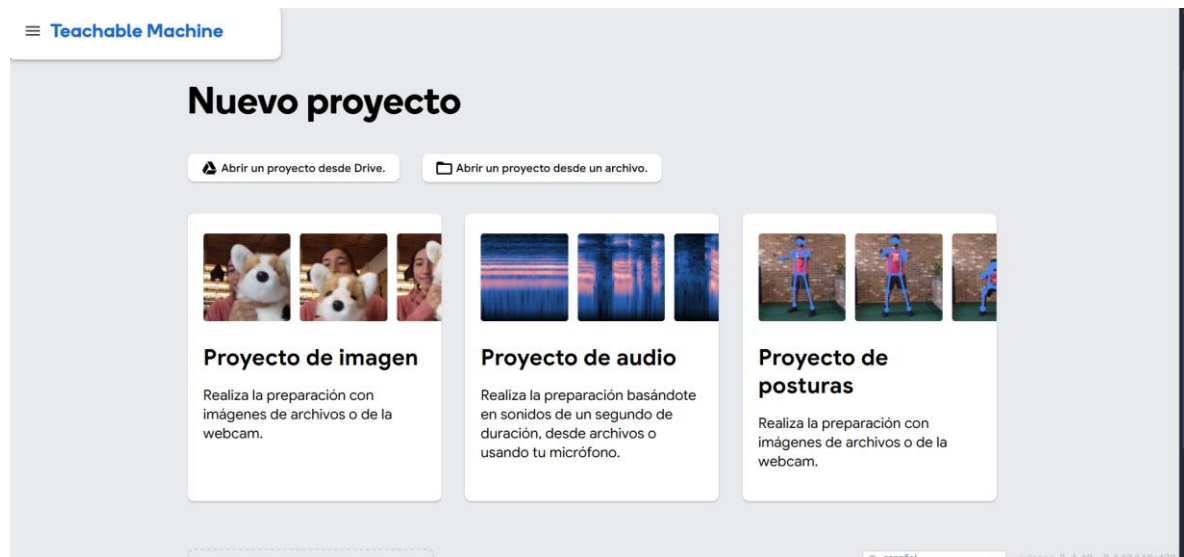 Teachable Machine
Nuevo proyecto
Abrir un proyecto desde Drive.
Abrir un proyecto desde un archivo.
Proyecto de imagen
Realiza la preparación con
imágenes de archivos o de la
webcam.
Proyecto de audio
Realiza la preparación basándote
en sonidos de un segundo de
duración, desde archivos o
usando tu micrófono.
Proyecto de
posturas
Realiza la preparación con
imágenes de archivos o de la
webcam.
español